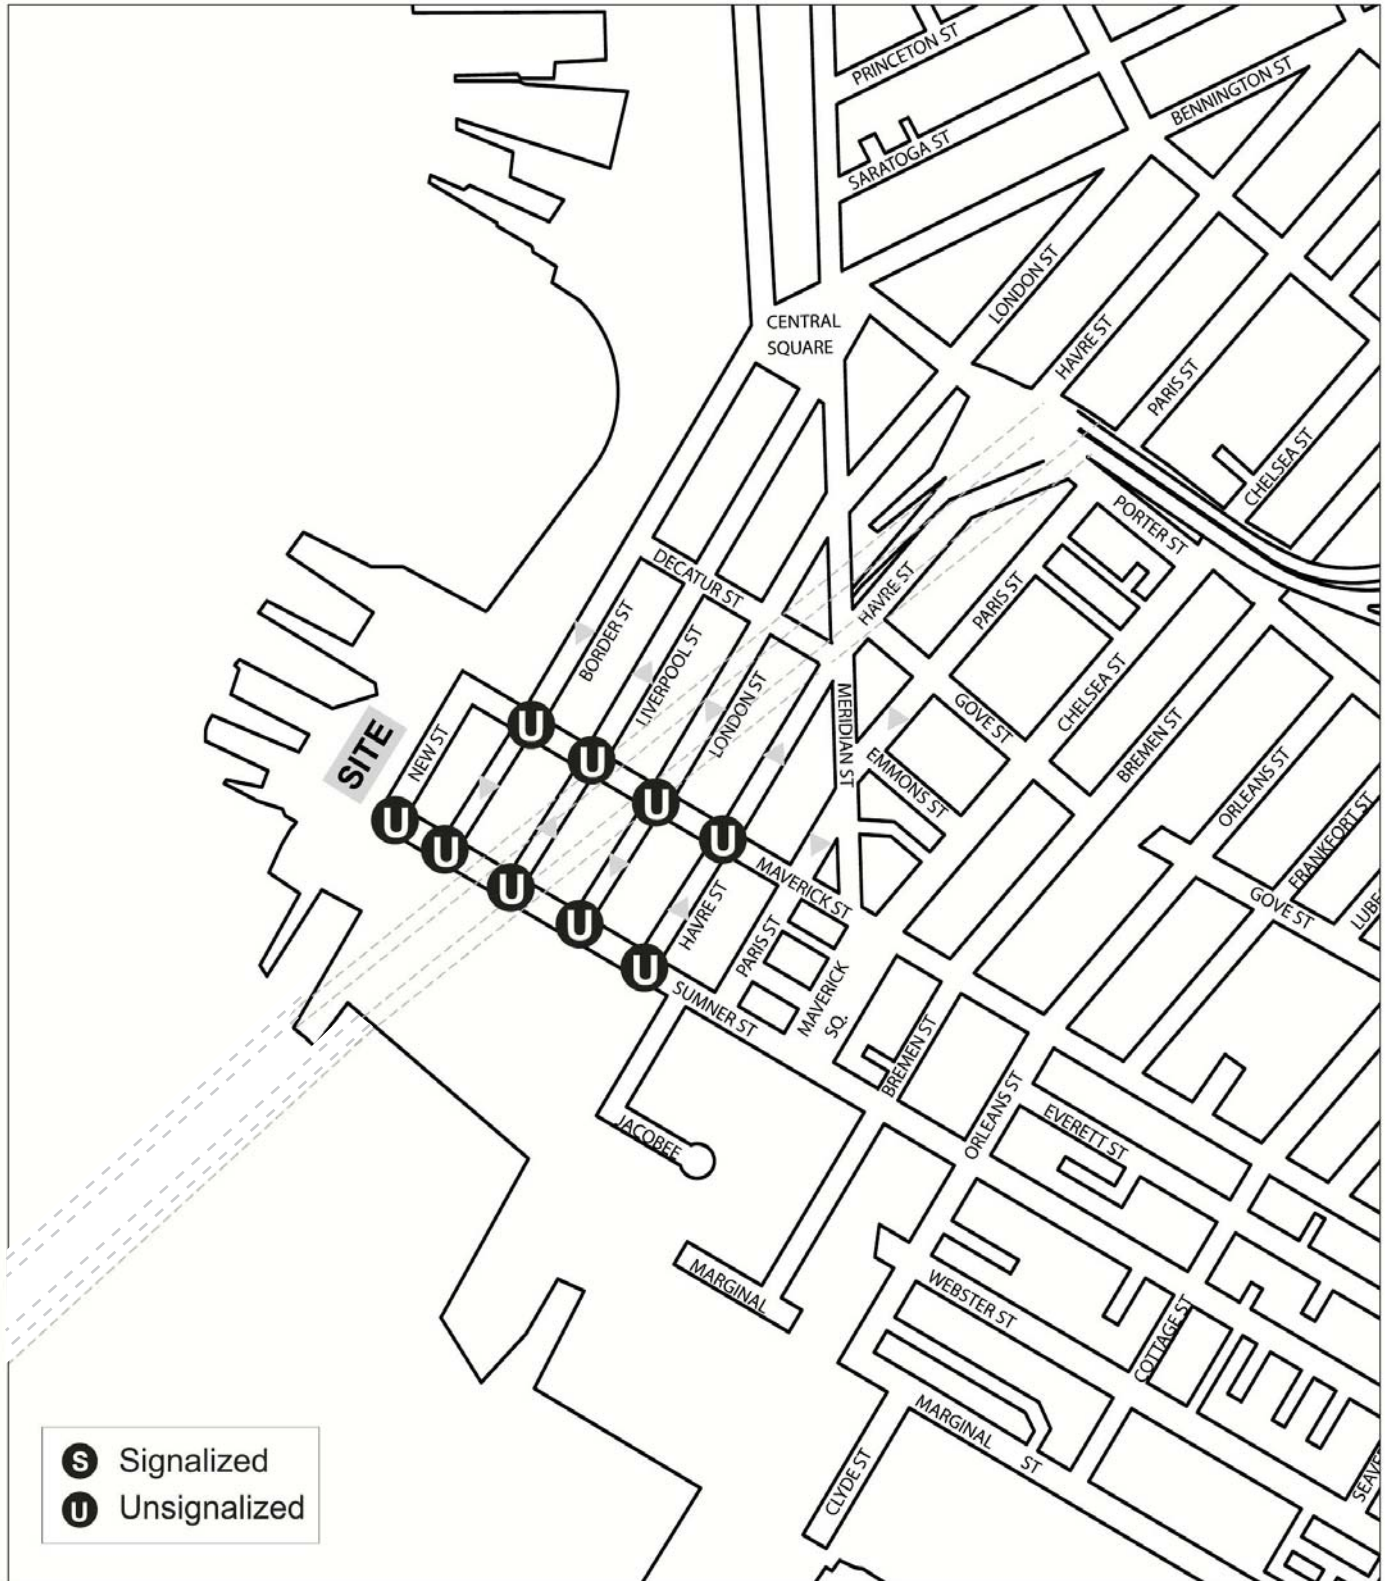 PRINCETON ST
BENNINGTON ST
SARATOGA ST
LONDON ST
CENTRAL
SQUARE
HAVRE ST
PARIS ST
CHELSEA ST
PORTER ST
DECATUR ST
HAVRE ST
PARIS ST
BORDER ST
LIVERPOOL ST
LONDON ST
MERIDIAN ST
GOVE ST
CHELSEA ST
BREMEN ST
EMMONS ST
ORLEANS ST
FRANKFORT ST
LUBE
GOVE ST
SITE
NEW ST
U
U
U
U
U
U
U
U
U
MAVERICK ST
HAVRE ST
PARIS ST
MAVERICK
SQ.
SUMNER ST
BREMEN ST
ORLEANS ST
EVERETT ST
JACOBEE
MARGINAL
WEBSTER ST
COTTAGE ST
MARGINAL
ST
CLYDE ST
SEAVE
S Signalized
U Unsignalized